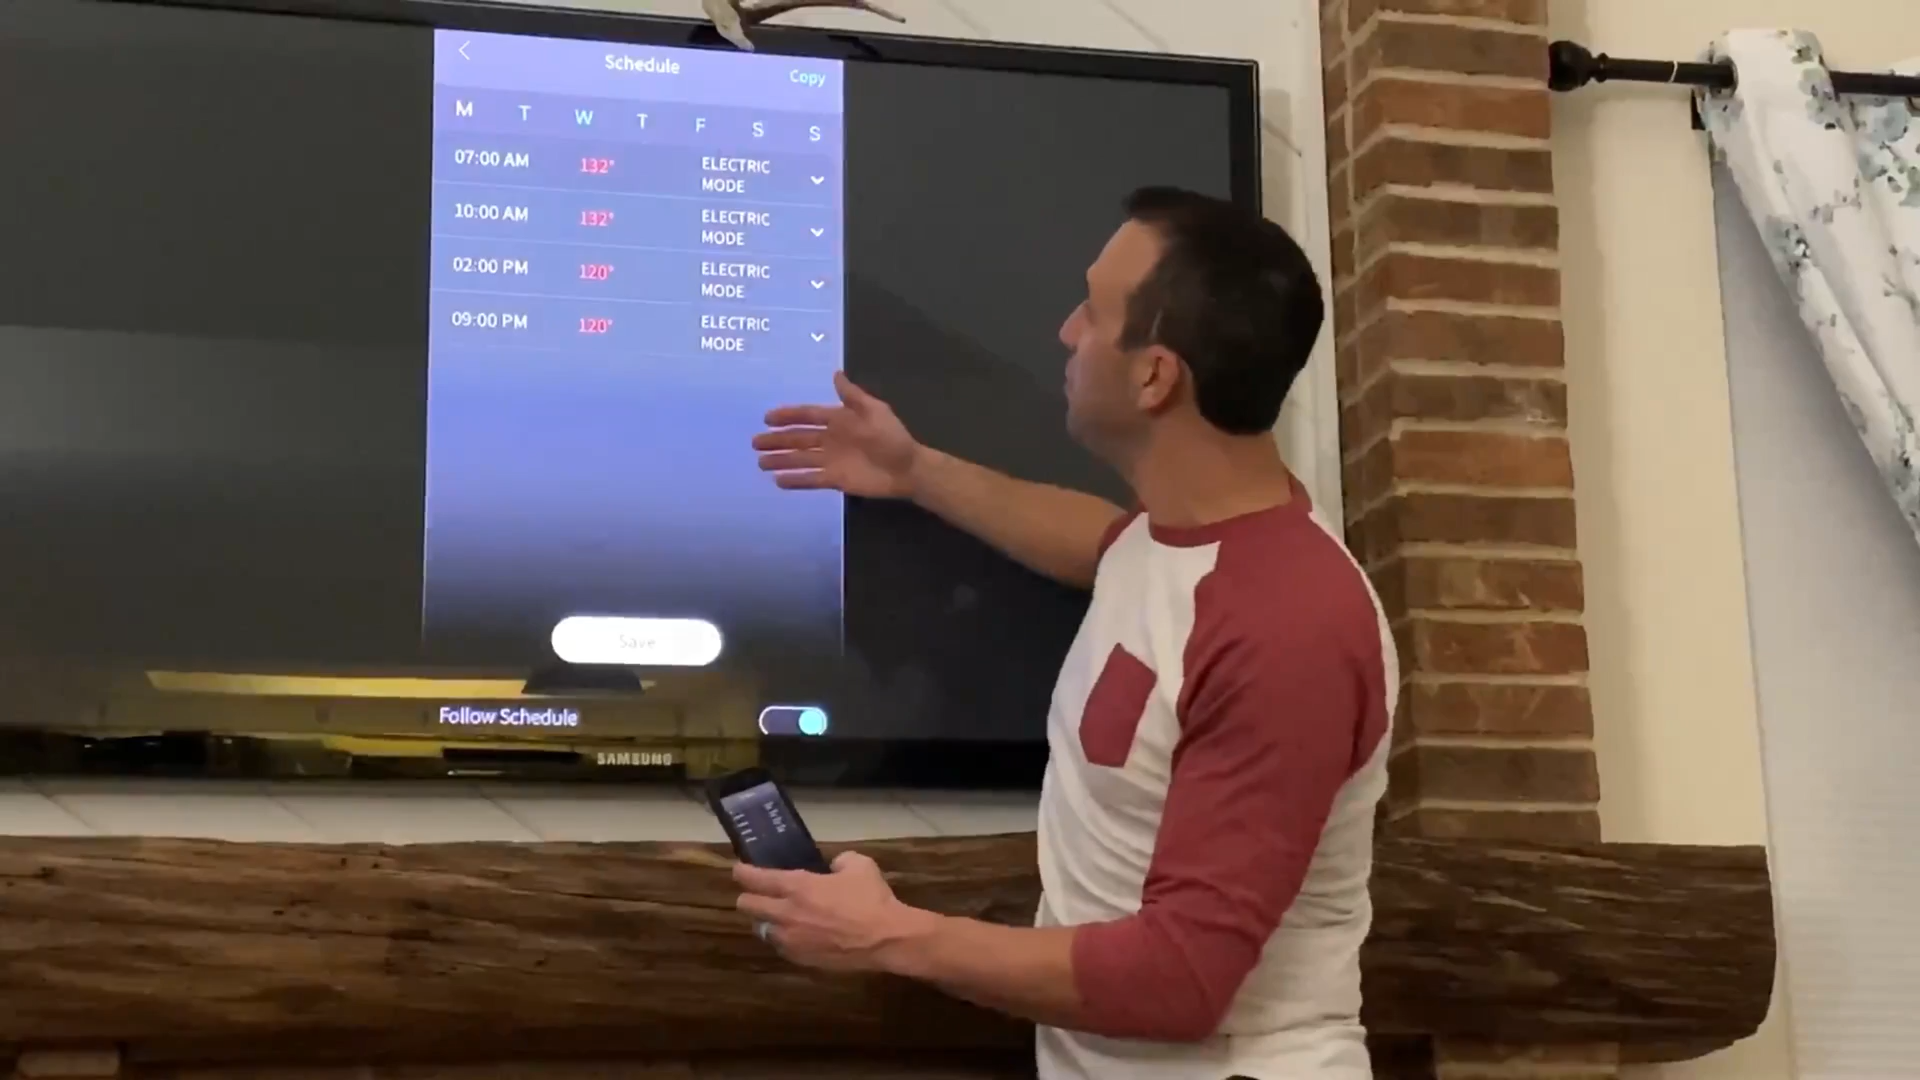 Schedule
Copy
M T W T F S S
07:00 AM 132° ELECTRIC MODE
10:00 AM 132° ELECTRIC MODE
02:00 PM 120° ELECTRIC MODE
09:00 PM 120° ELECTRIC MODE
Save
Follow Schedule
SAMSUNG